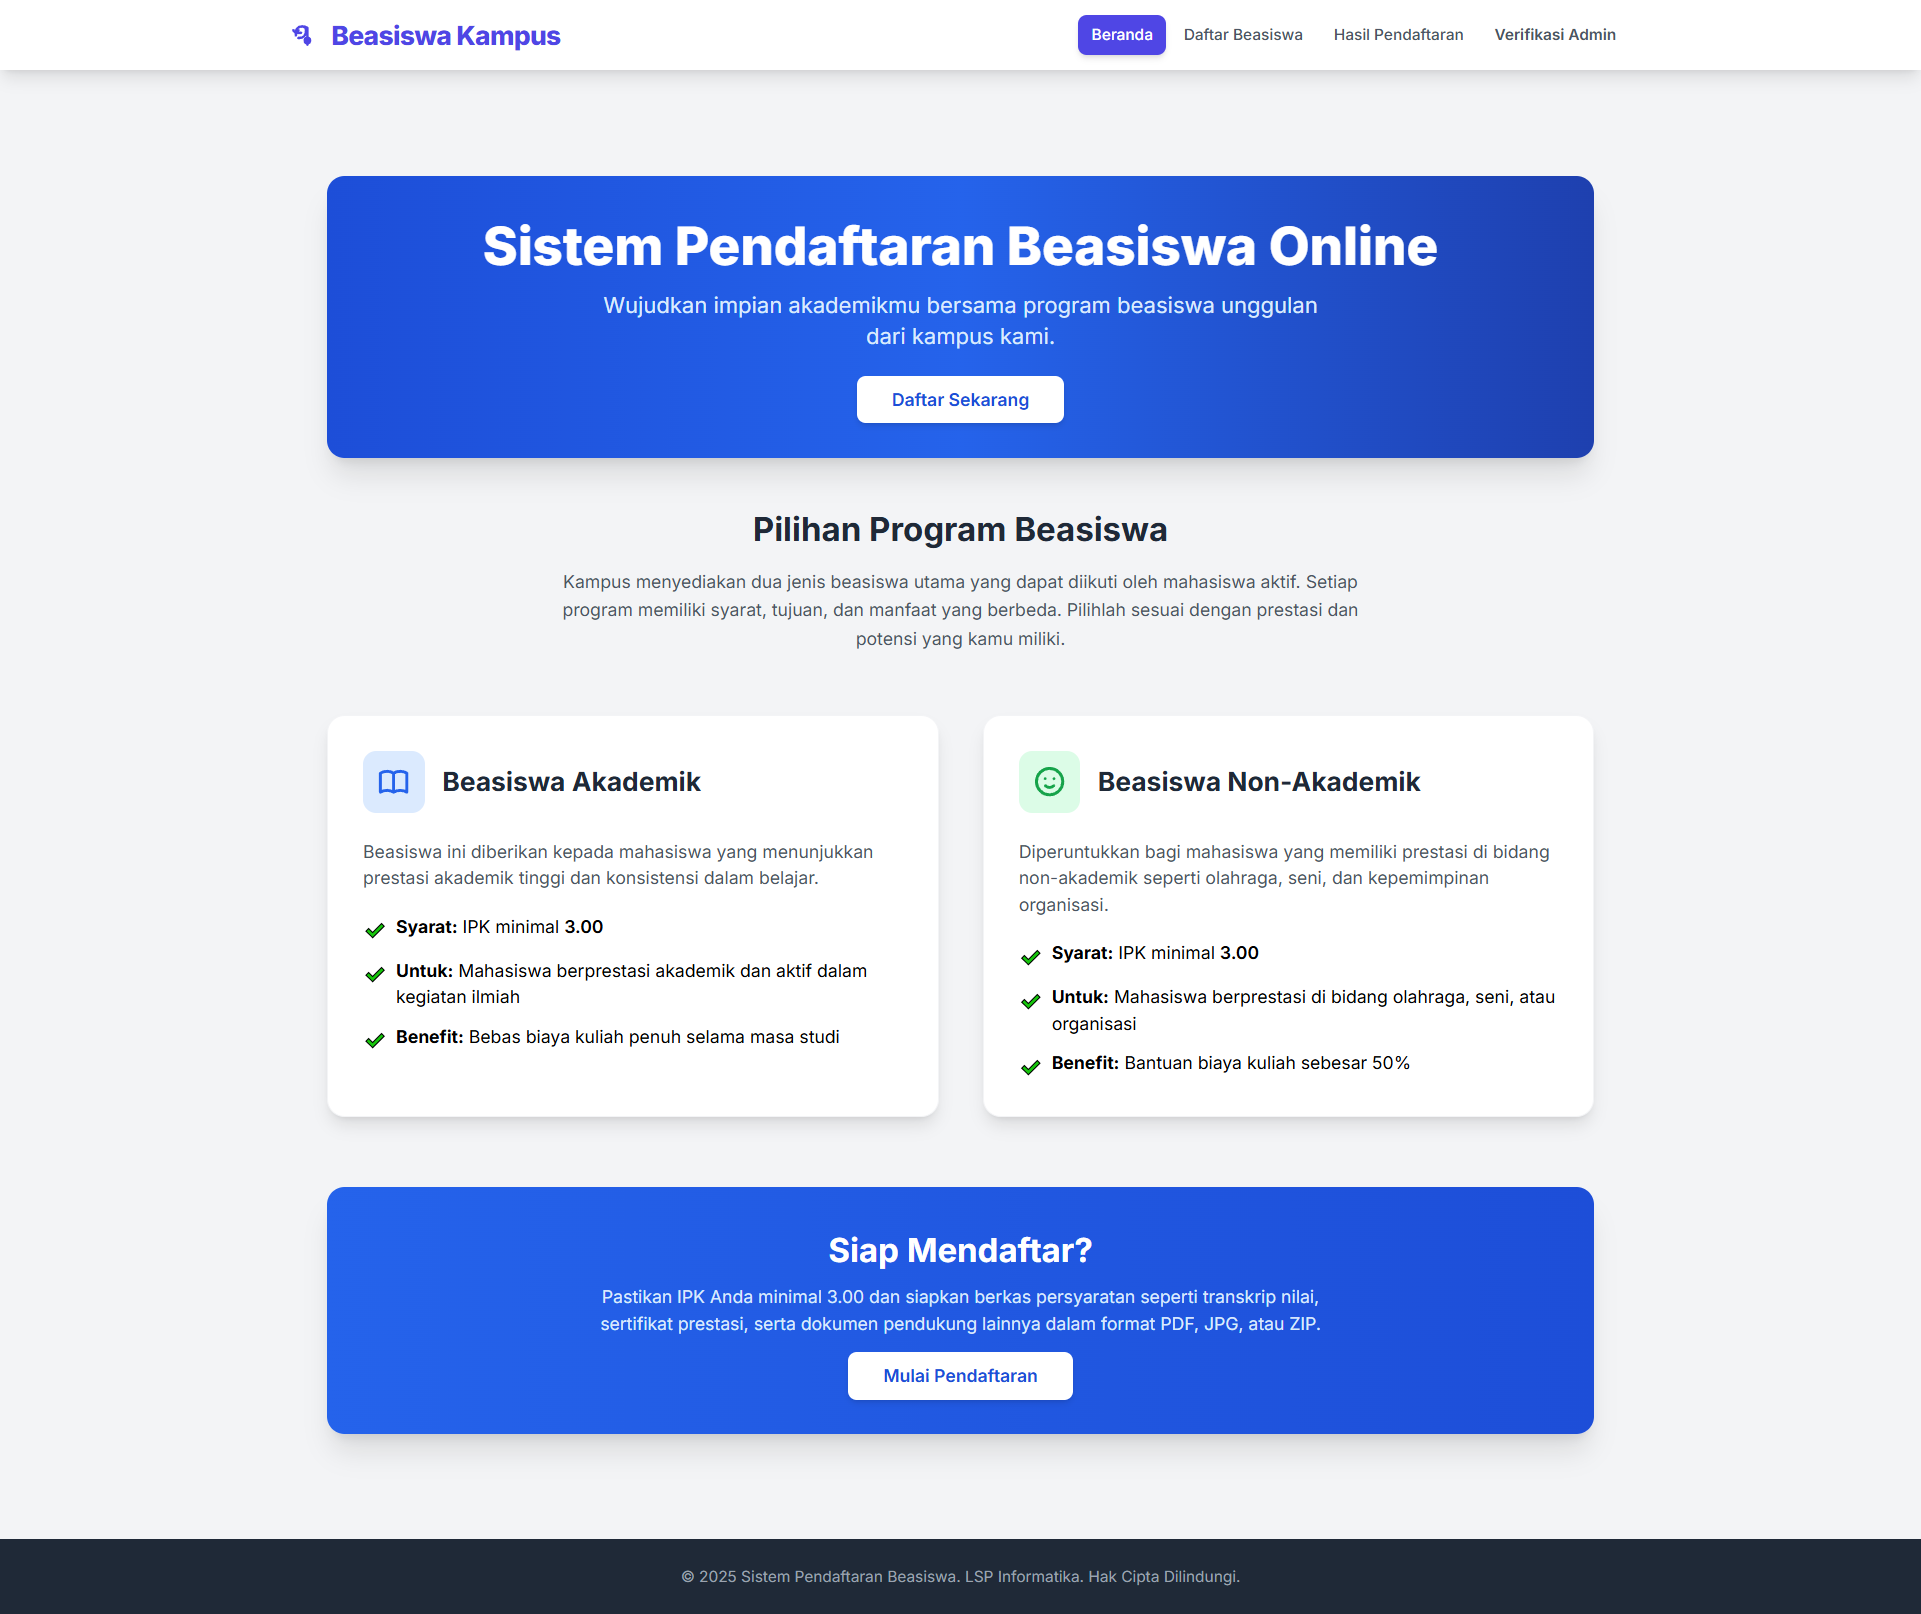 Beasiswa Kampus
Beranda
Daftar Beasiswa
Hasil Pendaftaran
Verifikasi Admin
Sistem Pendaftaran Beasiswa Online
Wujudkan impian akademikmu bersama program beasiswa unggulan
dari kampus kami.
Daftar Sekarang
Pilihan Program Beasiswa
Kampus menyediakan dua jenis beasiswa utama yang dapat diikuti oleh mahasiswa aktif. Setiap
program memiliki syarat, tujuan, dan manfaat yang berbeda. Pilihlah sesuai dengan prestasi dan
potensi yang kamu miliki.
Beasiswa Akademik
Beasiswa ini diberikan kepada mahasiswa yang menunjukkan
prestasi akademik tinggi dan konsistensi dalam belajar.
Syarat: IPK minimal 3.00
Untuk: Mahasiswa berprestasi akademik dan aktif dalam
kegiatan ilmiah
Benefit: Bebas biaya kuliah penuh selama masa studi
Beasiswa Non-Akademik
Diperuntukkan bagi mahasiswa yang memiliki prestasi di bidang
non-akademik seperti olahraga, seni, dan kepemimpinan
organisasi.
Syarat: IPK minimal 3.00
Untuk: Mahasiswa berprestasi di bidang olahraga, seni, atau
organisasi
Benefit: Bantuan biaya kuliah sebesar 50%
Siap Mendaftar?
Pastikan IPK Anda minimal 3.00 dan siapkan berkas persyaratan seperti transkrip nilai,
sertifikat prestasi, serta dokumen pendukung lainnya dalam format PDF, JPG, atau ZIP.
Mulai Pendaftaran
© 2025 Sistem Pendaftaran Beasiswa. LSP Informatika. Hak Cipta Dilindungi.